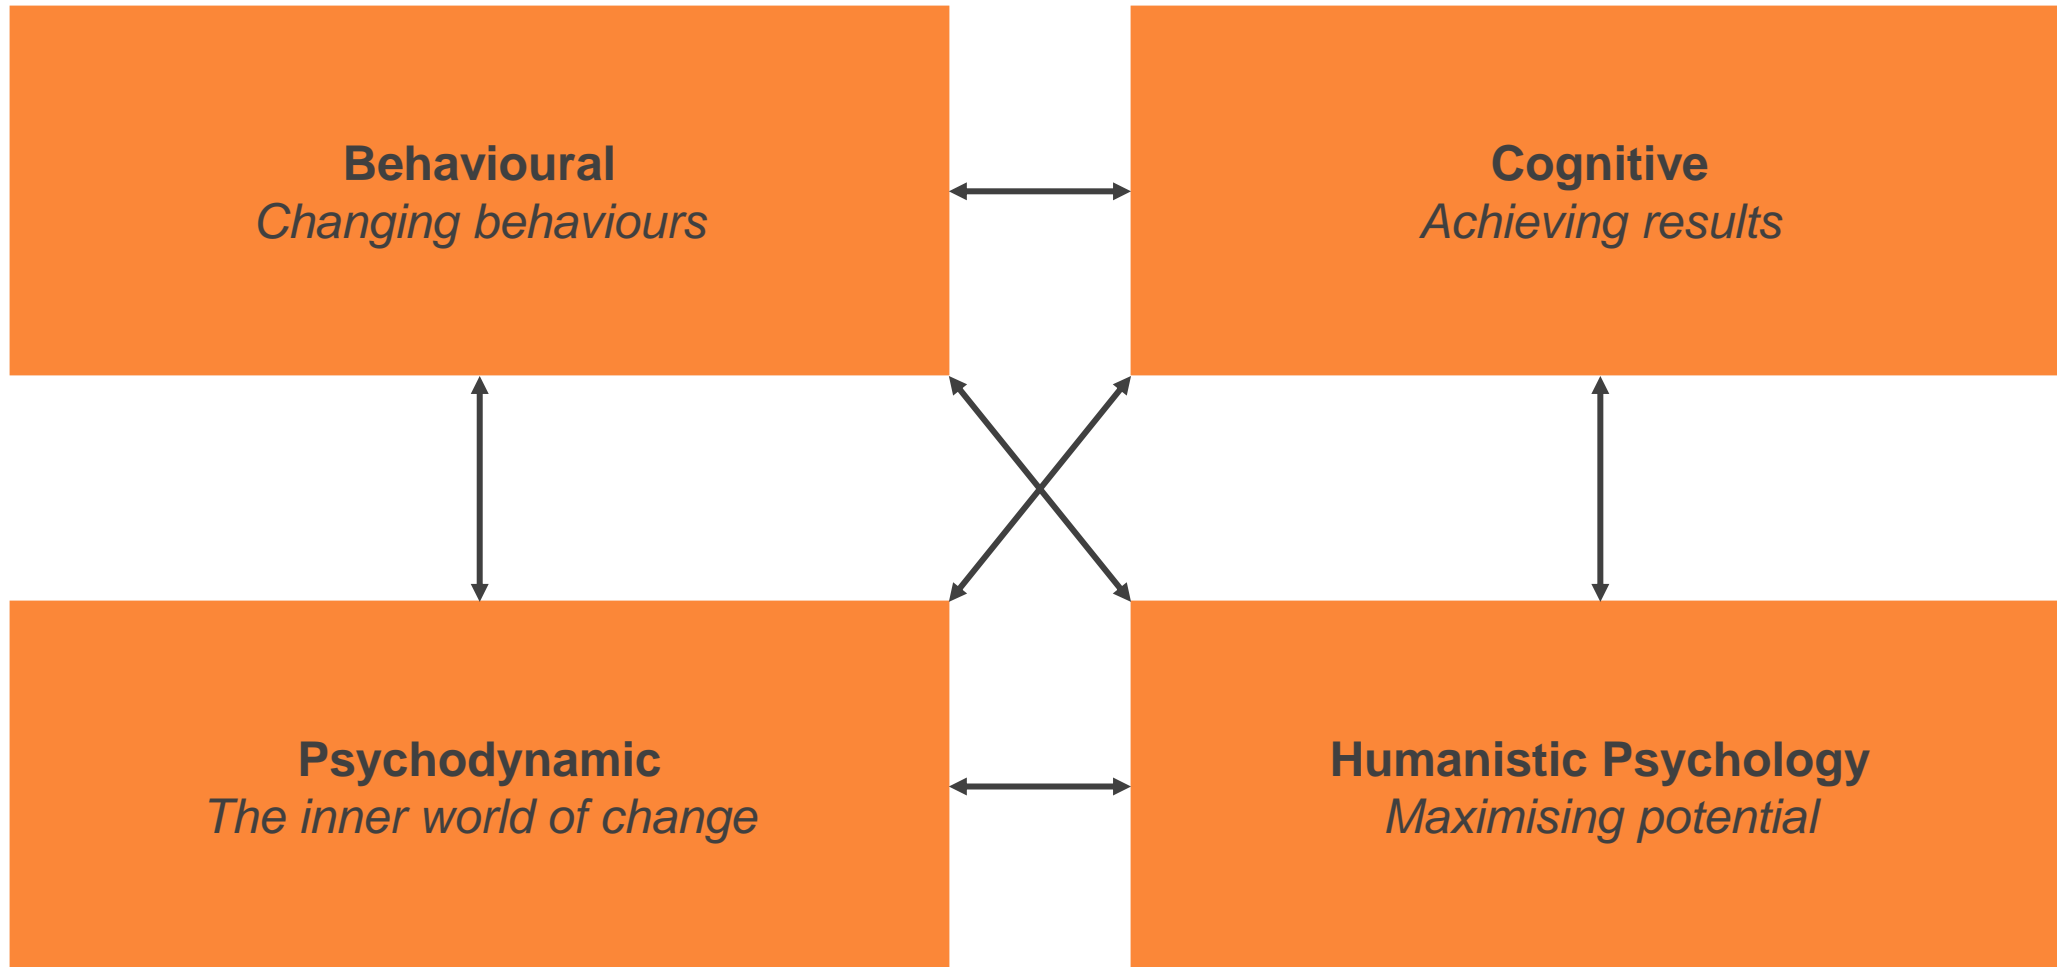 Behavioural
Changing behaviours
Cognitive
Achieving results
Psychodynamic
The inner world of change
Humanistic Psychology
Maximising potential